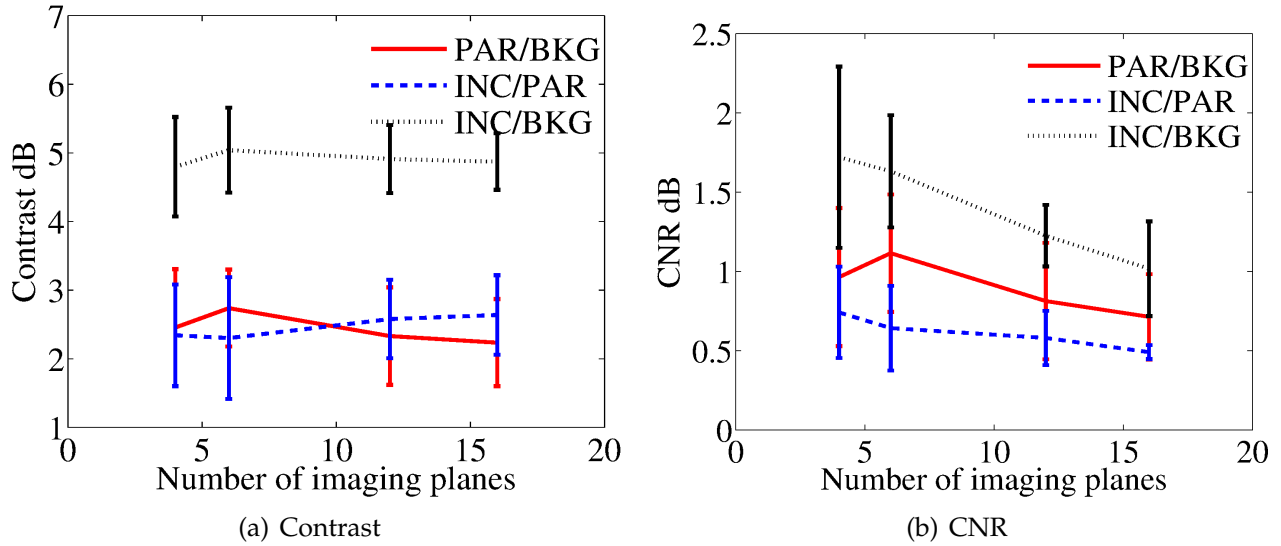 7
6
5
4
3
2
1
0 5 10 15 20
Contrast dB
Number of imaging planes
PAR/BKG
INC/PAR
INC/BKG
(a) Contrast
2.5
2
1.5
1
0.5
0
0 5 10 15 20
CNR dB
Number of imaging planes
PAR/BKG
INC/PAR
INC/BKG
(b) CNR